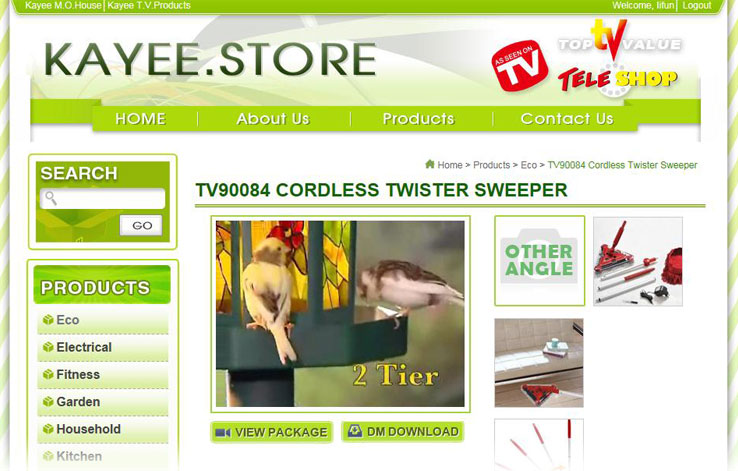 Kayee M.O.House| Kayee T.V.Products
Welcome, lifun| Logout
KAYEE.STORE
AS SEEN ON TV
TOP tV VALUE
TELE SHOP
HOME | About Us | Products | Contact Us
SEARCH
GO
Home > Products > Eco > TV90084 Cordless Twister Sweeper
TV90084 CORDLESS TWISTER SWEEPER
OTHER
ANGLE
2 Tier
VIEW PACKAGE
DM DOWNLOAD
PRODUCTS
Eco
Electrical
Fitness
Garden
Household
Kitchen